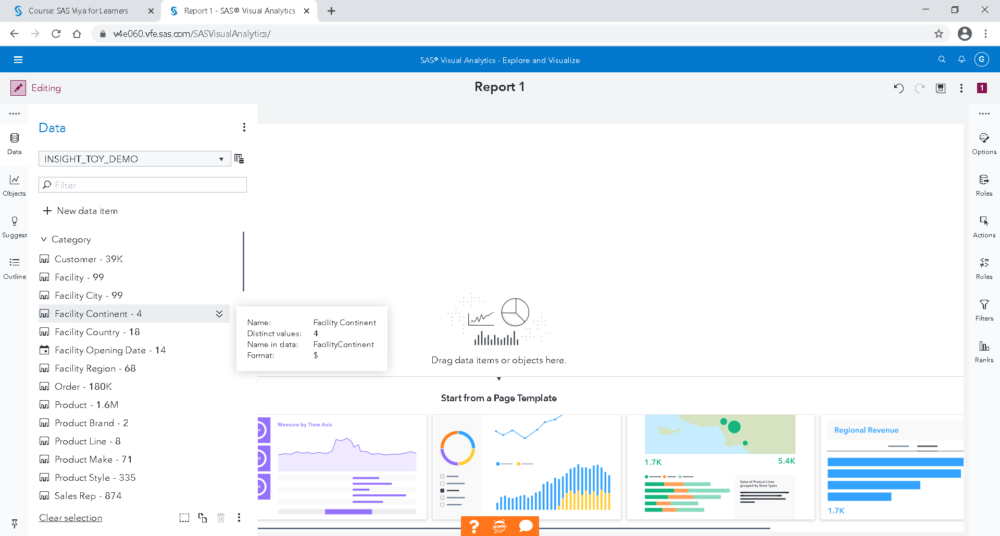 Course: SAS Viya for Learners
Report 1 - SAS® Visual Analytics
v4e060.vfe.sas.com/SASVisualAnalytics/
SAS® Visual Analytics - Explore and Visualize
G
Editing
Report 1
1
Data
Objects
Suggest
Outline
Data
INSIGHT_TOY_DEMO
Filter
New data item
Category
Customer - 39K
Facility - 99
Facility City - 99
Facility Continent - 4
Facility Country - 18
Facility Opening Date - 14
Facility Region - 68
Order - 180K
Product - 1.6M
Product Brand - 2
Product Line - 8
Product Make - 71
Product Style - 335
Sales Rep - 874
Clear selection
Name: Facility Continent
Distinct values: 4
Name in data: FacilityContinent
Format: $
Drag data items or objects here.
Start from a Page Template
M
M
M
Measure by Time Axis
1.7K
5.4K
Sales of Product Lines
grouped by Store Types
Regional Revenue
1.7K
?
jupyter
Options
Roles
Actions
Rules
Filters
Ranks